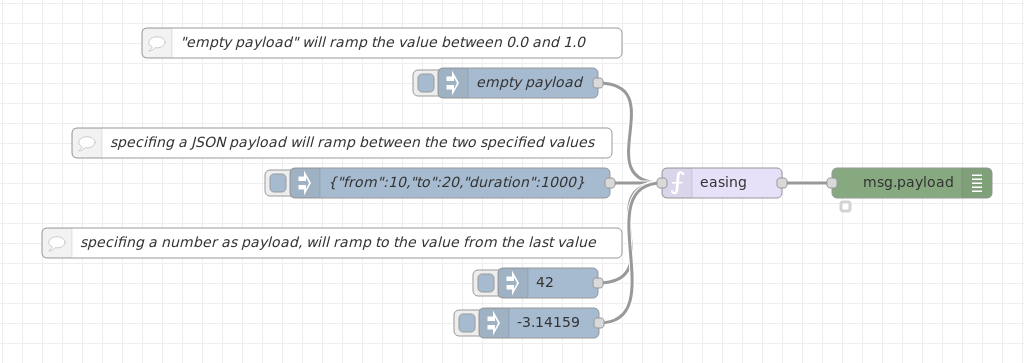 "empty payload" will ramp the value between 0.0 and 1.0
empty payload
specifing a JSON payload will ramp between the two specified values
{"from":10,"to":20,"duration":1000}
easing
msg.payload
specifing a number as payload, will ramp to the value from the last value
42
-3.14159